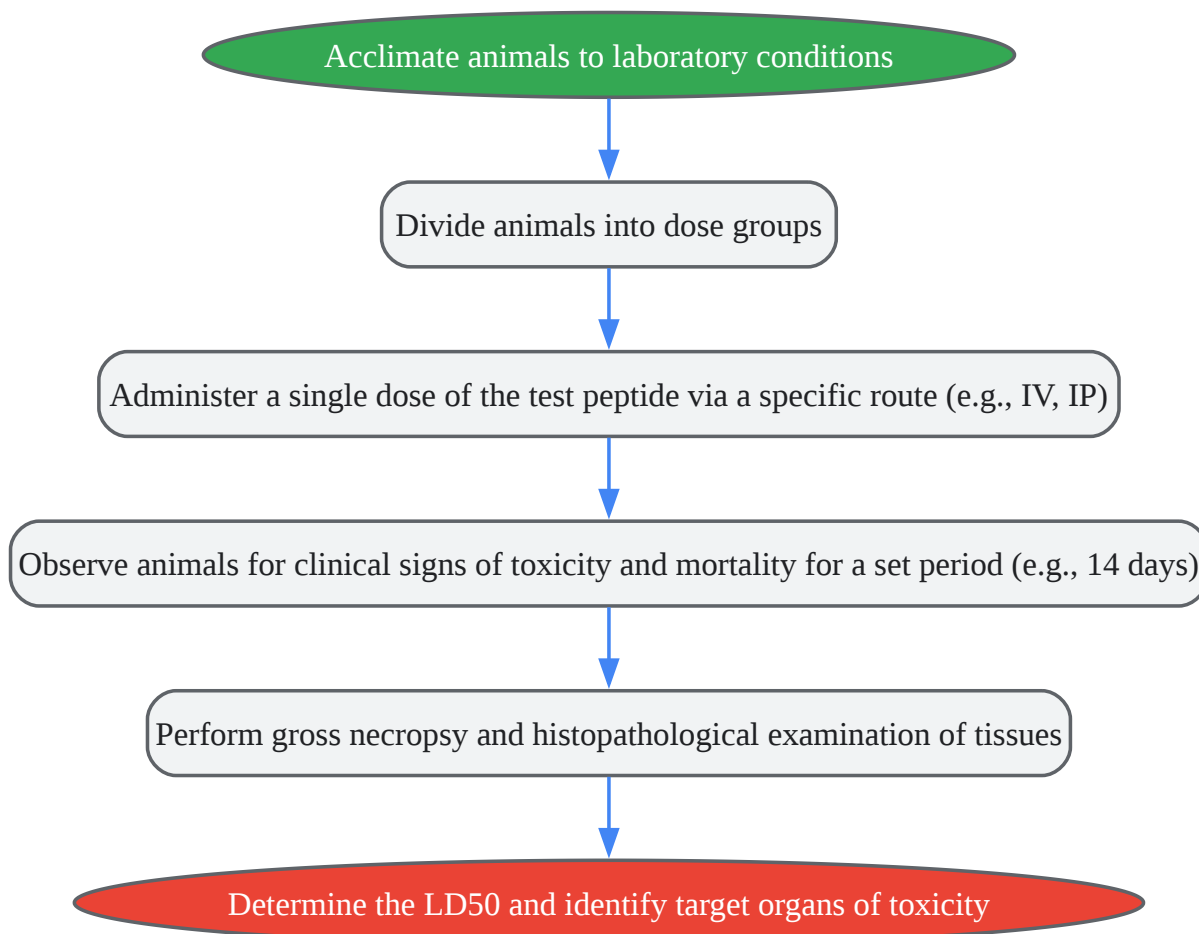 Acclimate animals to laboratory conditions
Divide animals into dose groups
Administer a single dose of the test peptide via a specific route (e.g., IV, IP)
Observe animals for clinical signs of toxicity and mortality for a set period (e.g., 14 days)
Perform gross necropsy and histopathological examination of tissues
Determine the LD50 and identify target organs of toxicity